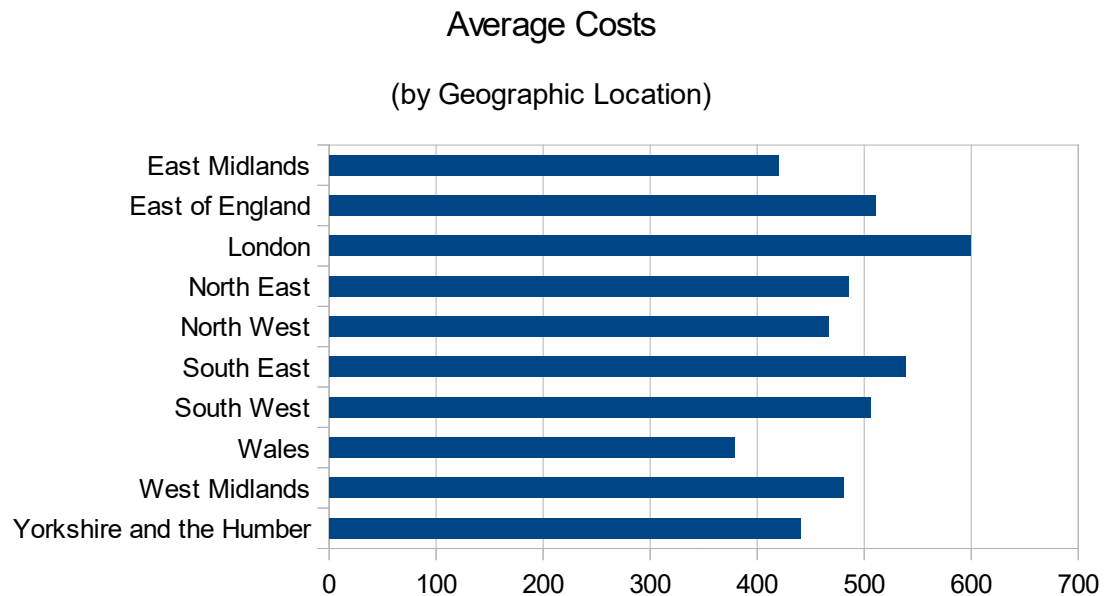 Average Costs
(by Geographic Location)
East Midlands
East of England
London
North East
North West
South East
South West
Wales
West Midlands
Yorkshire and the Humber
0 100 200 300 400 500 600 700